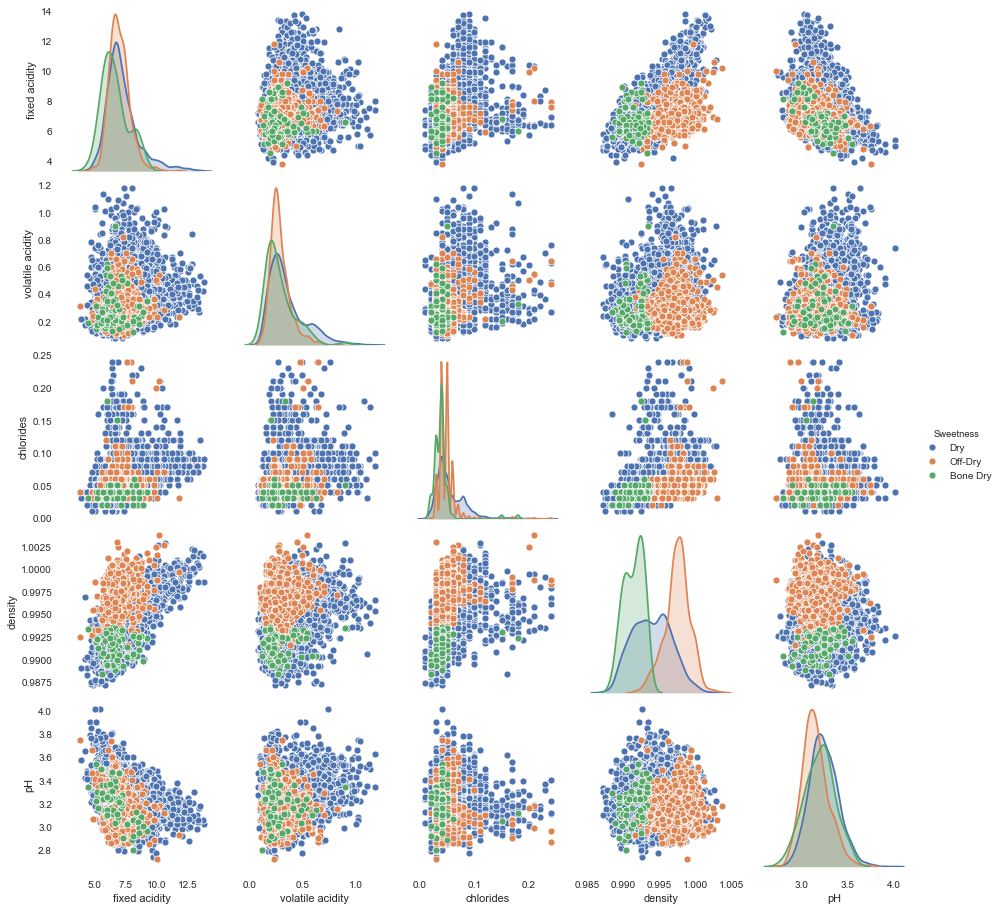 14
12
10
8
6
4
fixed acidity
1.2
1.0
0.8
0.6
0.4
0.2
volatile acidity
0.25
0.20
0.15
0.10
0.05
0.00
chlorides
Sweetness
Dry
Off-Dry
Bone Dry
1.0025
1.0000
0.9975
0.9950
0.9925
0.9900
0.9875
density
4.0
3.8
3.6
3.4
3.2
3.0
2.8
pH
5.0 7.5 10.0 12.5
0.0 0.5 1.0
0.0 0.1 0.2
0.985 0.990 0.995 1.000 1.005
3.0 3.5 4.0
fixed acidity
volatile acidity
chlorides
density
pH